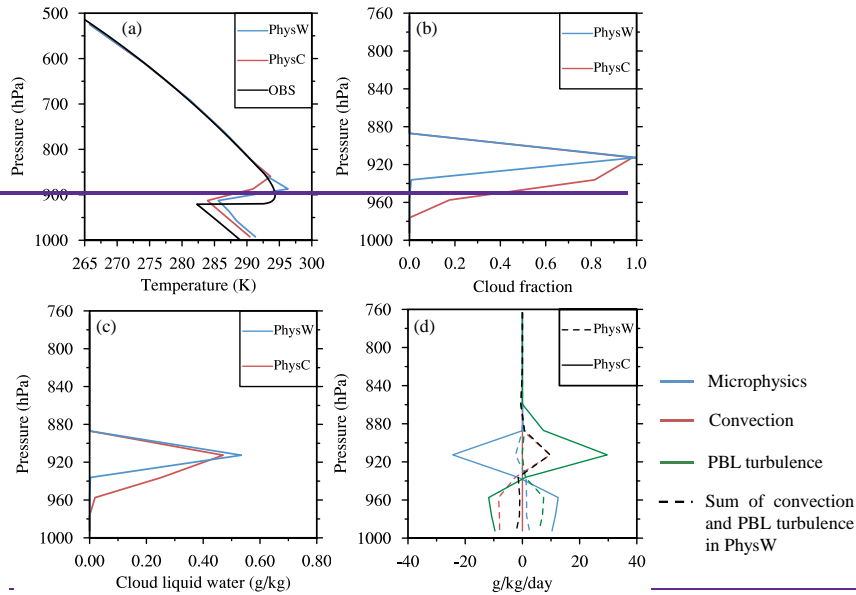 (a)
PhysW
PhysC
OBS
500
600
700
800
900
1000
Pressure (hPa)
265
270
275
280
285
290
295
300
Temperature (K)
(b)
PhysW
PhysC
760
800
840
880
920
960
1000
Pressure (hPa)
0.0
0.2
0.4
0.6
0.8
1.0
Cloud fraction
(c)
PhysW
PhysC
760
800
840
880
920
960
1000
Pressure (hPa)
0.00
0.20
0.40
0.60
0.80
Cloud liquid water (g/kg)
(d)
PhysW
PhysC
760
800
840
880
920
960
1000
Pressure (hPa)
-40
-20
0
20
40
g/kg/day
Microphysics
Convection
PBL turbulence
Sum of convection
and PBL turbulence
in PhysW